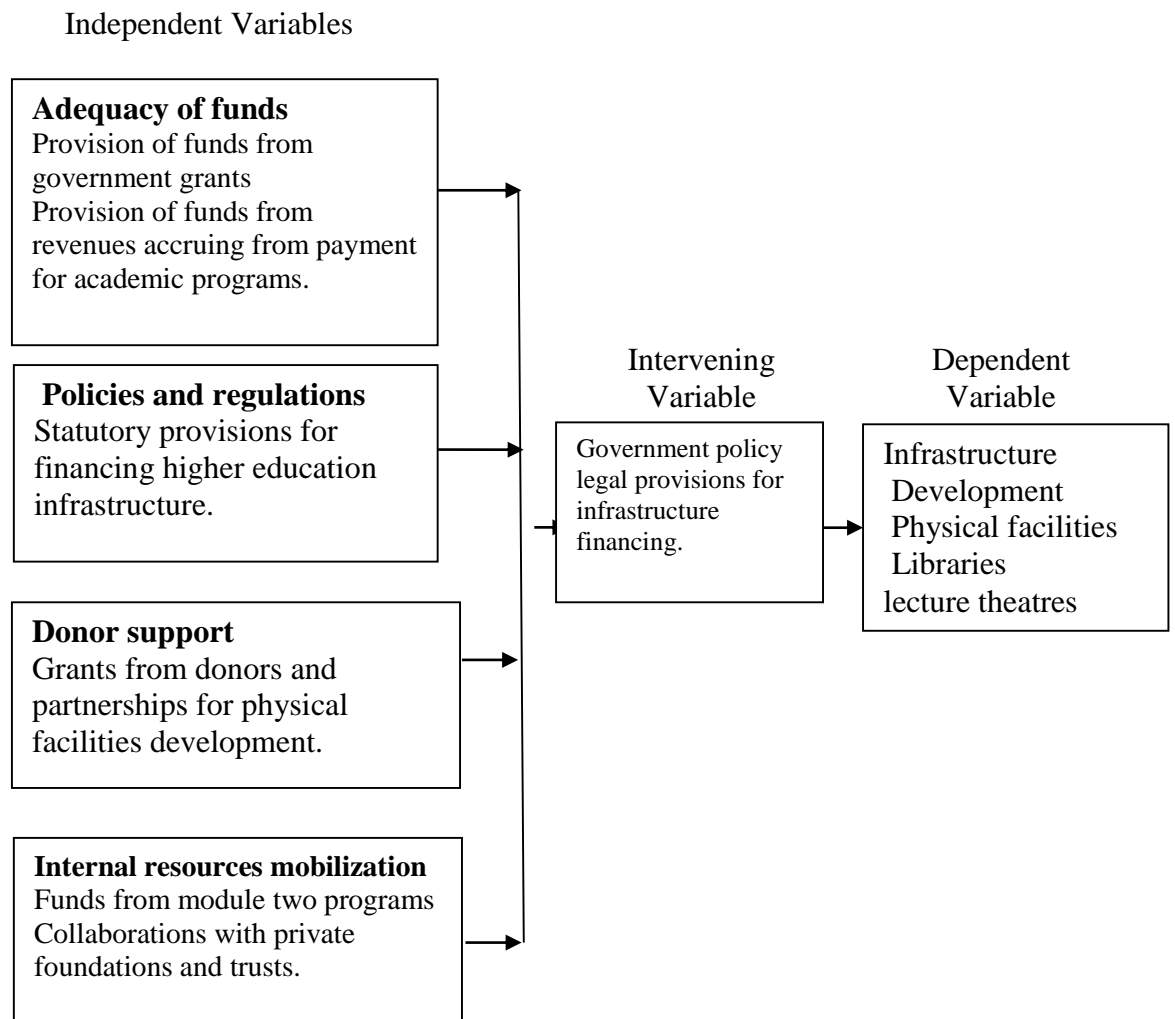 Independent Variables
Adequacy of funds
Provision of funds from
government grants
Provision of funds from
revenues accruing from payment
for academic programs.
Policies and regulations
Statutory provisions for
financing higher education
infrastructure.
Donor support
Grants from donors and
partnerships for physical
facilities development.
Internal resources mobilization
Funds from module two programs
Collaborations with private
foundations and trusts.
Intervening
Variable
Government policy
legal provisions for
infrastructure
financing.
Dependent
Variable
Infrastructure
Development
Physical facilities
Libraries
lecture theatres